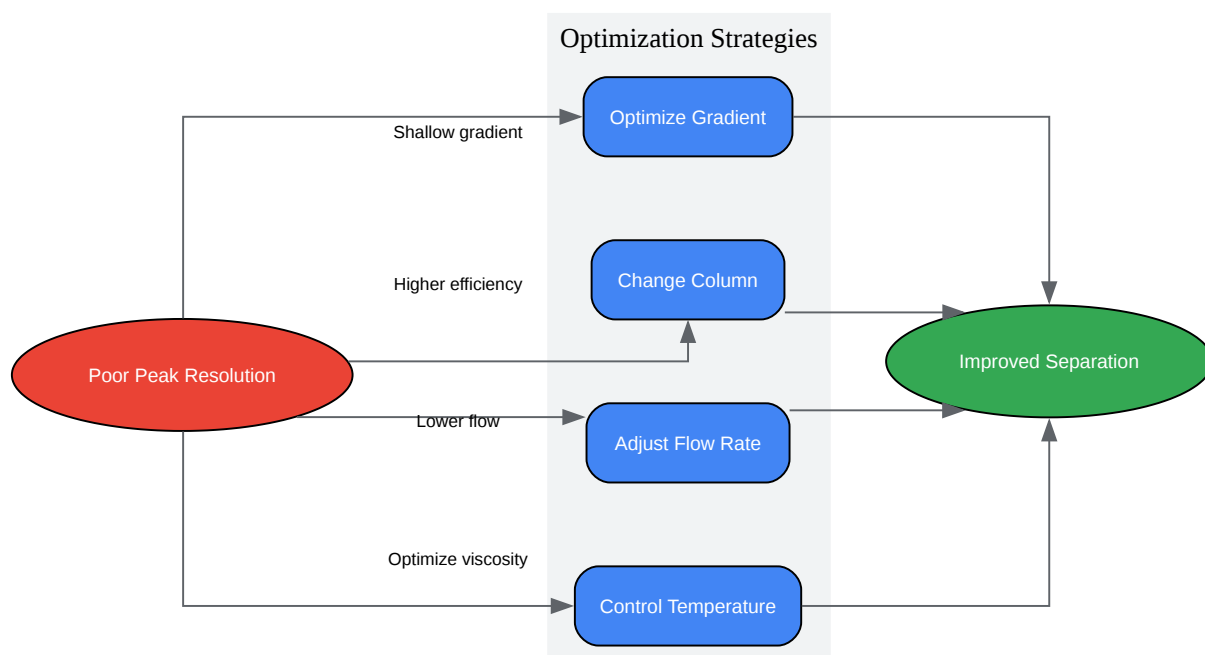 Optimization Strategies
Optimize Gradient
Shallow gradient
Change Column
Higher efficiency
Improved Separation
Poor Peak Resolution
Lower flow
Adjust Flow Rate
Optimize viscosity
Control Temperature